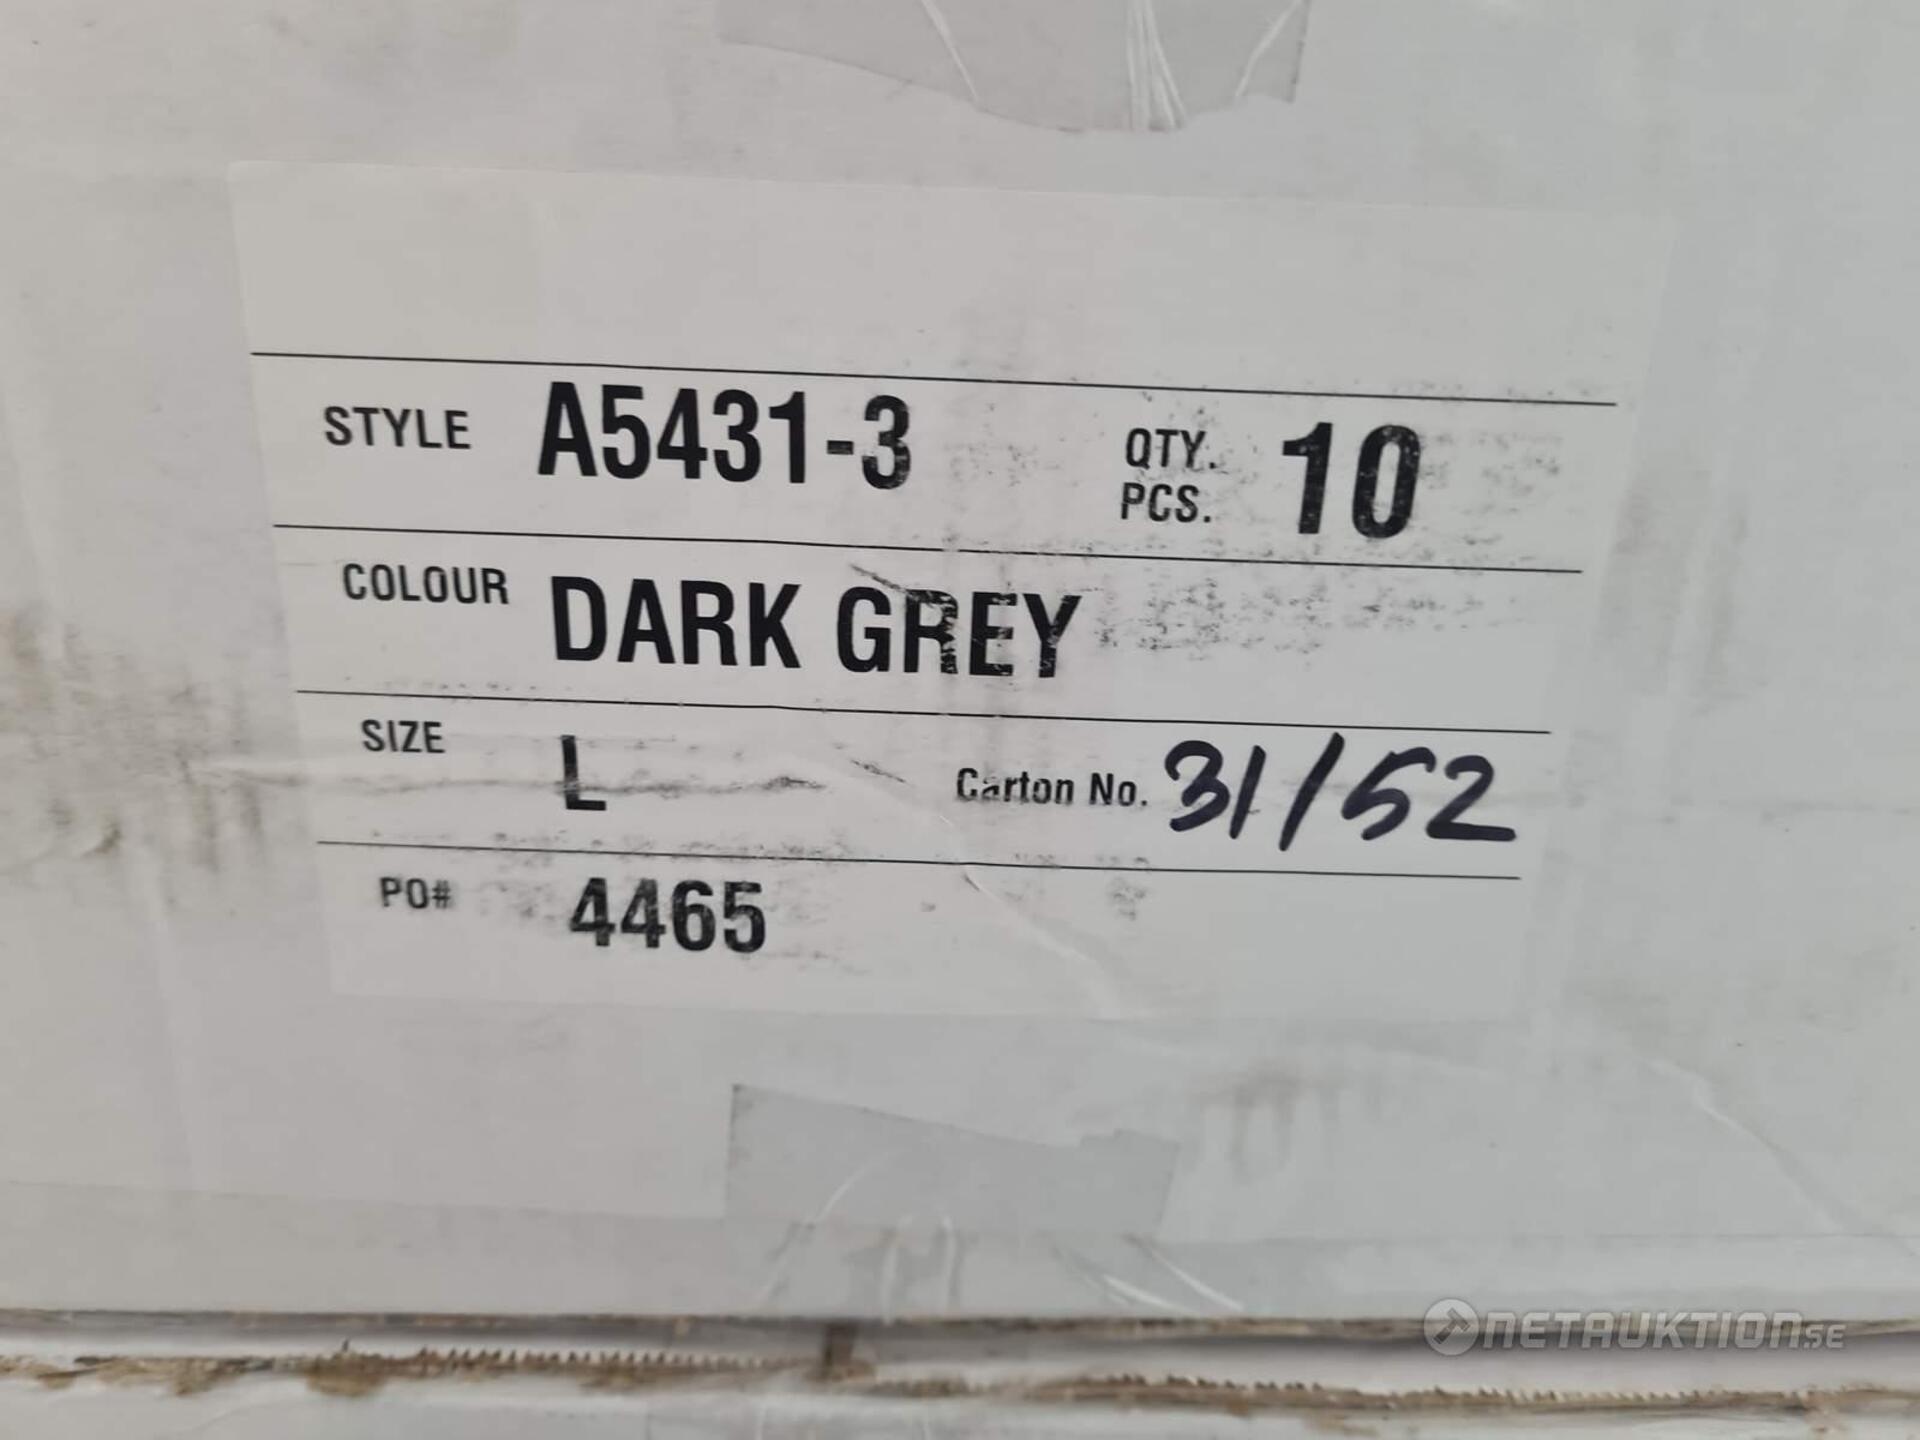 STYLE A5431-3 QTY. PCS. 10
COLOUR DARK GREY
SIZE L Carton No. 31/52
PO# 4465
NETAUKTION.SE